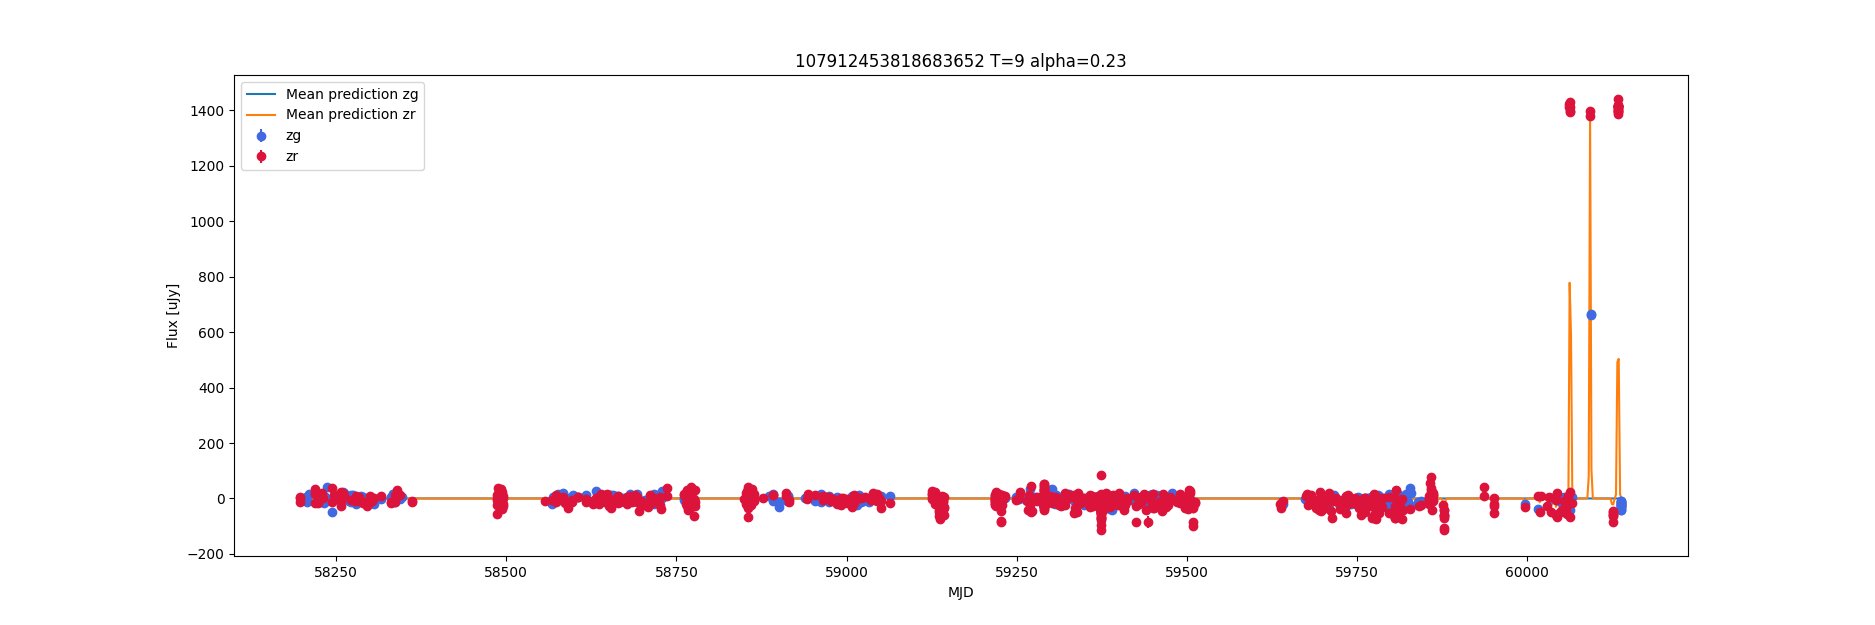 107912453818683652 T=9 alpha=0.23
Mean prediction zg
Mean prediction zr
zg
zr
1400
1200
1000
800
600
400
200
0
−200
Flux [uJy]
58250 58500 58750 59000 59250 59500 59750 60000
MJD